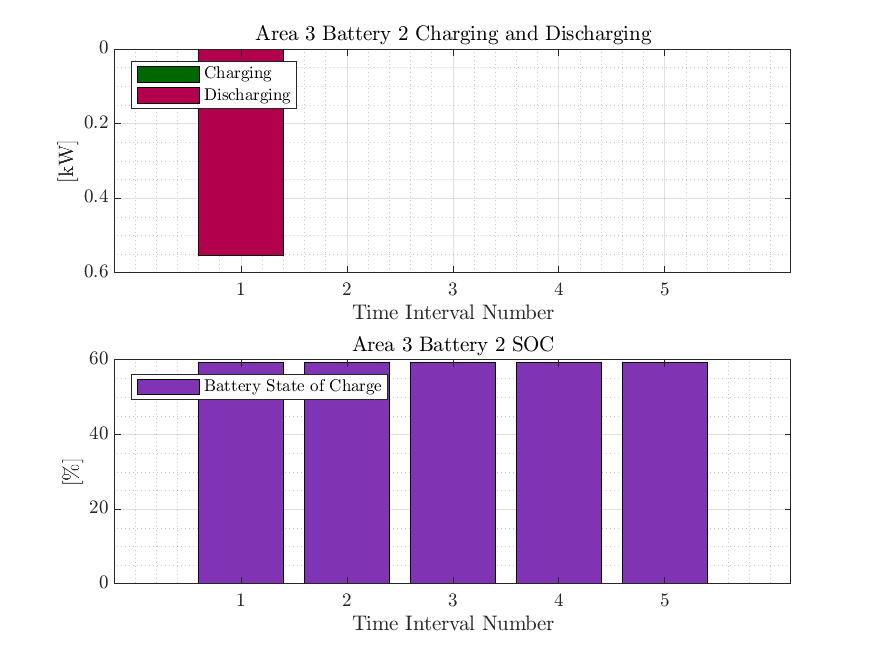 Area 3 Battery 2 Charging and Discharging
0
Charging
Discharging
0.2
[kW]
0.4
0.6
1 2 3 4 5
Time Interval Number
Area 3 Battery 2 SOC
60
Battery State of Charge
40
[%]
20
0
1 2 3 4 5
Time Interval Number